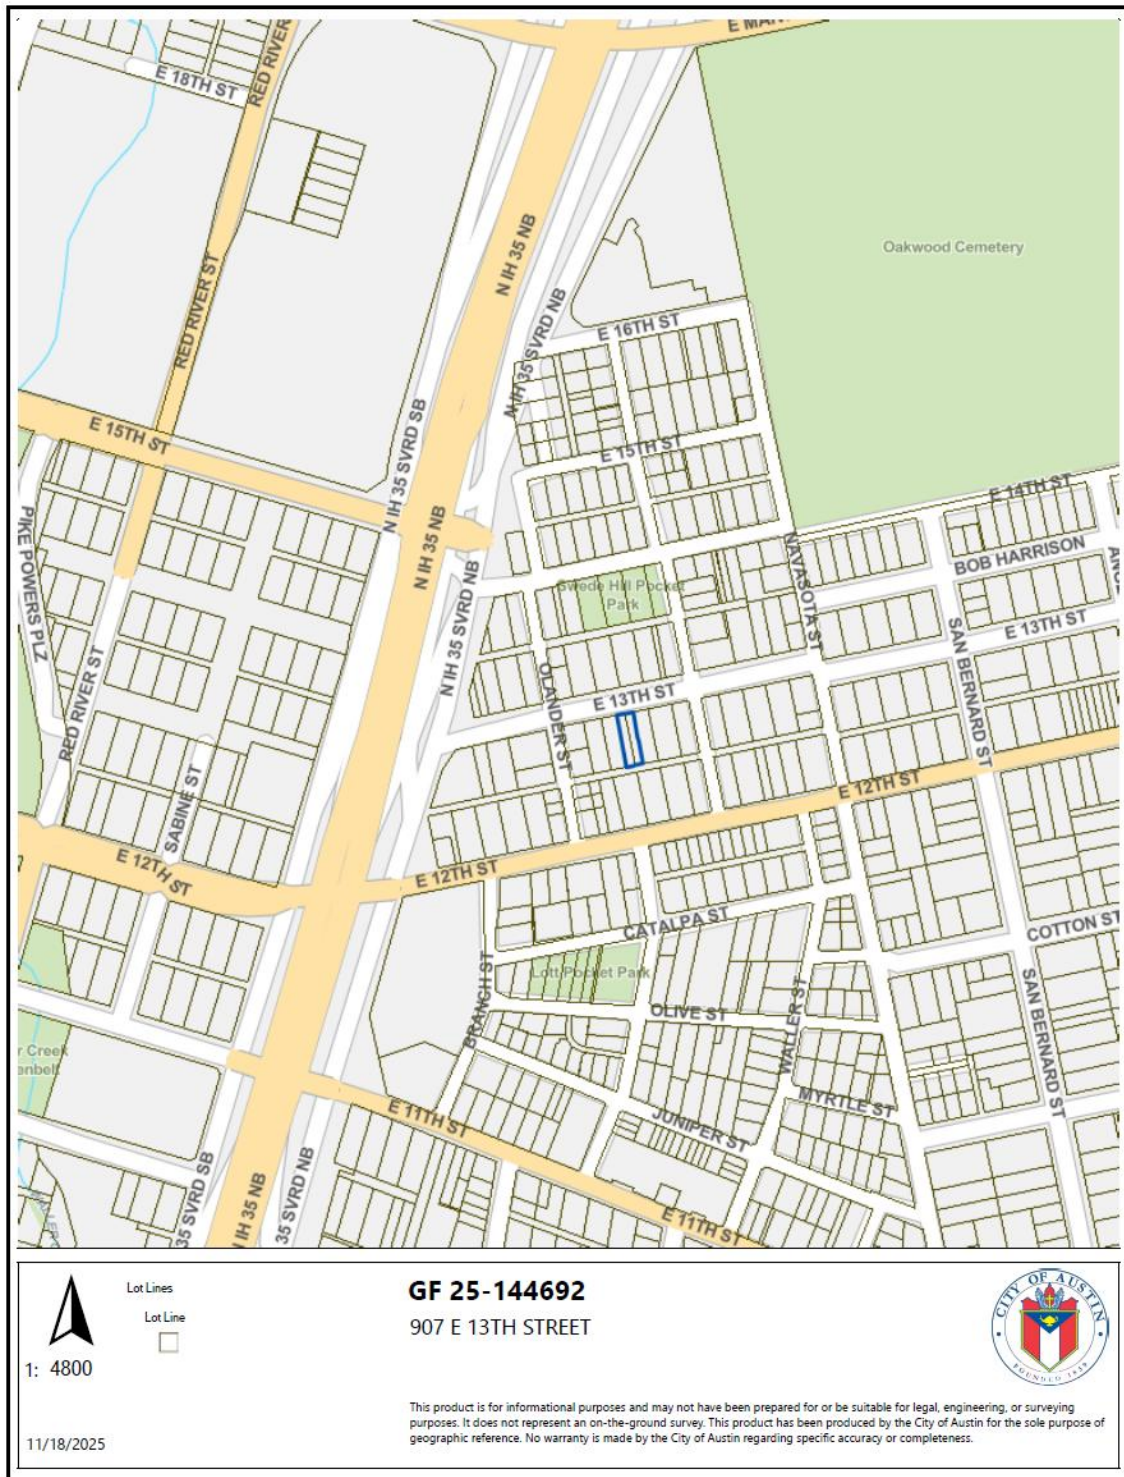 E 18TH ST
RED RIVER
E MAN
N IH 35 NB
Oakwood Cemetery
RED RIVER ST
N IH 35 SVRD NB
E 16TH ST
E 15TH ST
N IH 35 SVRD SB
E 15TH ST
E 14TH ST
PIKE POWERS PLZ
N IH 35 NB
N IH 35 SVRD NB
NAVASOTA ST
BOB HARRISON
Swede Hill Pocket
Park
E 13TH ST
SAN BERNARD ST
RED RIVER ST
OLANDER ST
E 13TH ST
SABINE ST
E 12TH ST
E 12TH ST
E 12TH ST
CATALPA ST
COTTON ST
BRANCH ST
Lott Pocket Park
WALLER ST
SAN BERNARD ST
OLIVE ST
r Creek
enbelt
E 11TH ST
JUNIPER ST
MYRTLE ST
35 SVRD SB
N IH 35 NB
35 SVRD NB
E 11TH ST
Lot Lines
Lot Line
1: 4800
11/18/2025
GF 25-144692
907 E 13TH STREET
This product is for informational purposes and may not have been prepared for or be suitable for legal, engineering, or surveying
purposes. It does not represent an on-the-ground survey. This product has been produced by the City of Austin for the sole purpose of
geographic reference. No warranty is made by the City of Austin regarding specific accuracy or completeness.
CITY OF AUSTIN
FOUNDED 1839